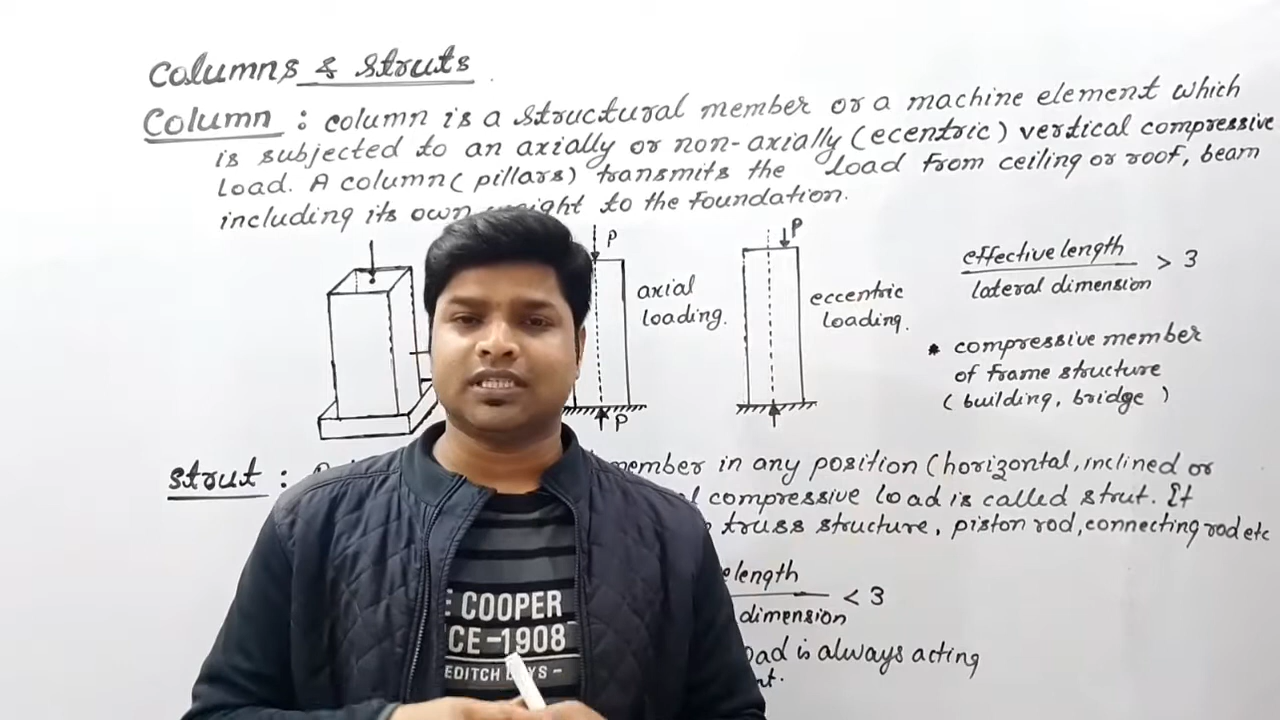 Columns & Struts
Column : column is a structural member or a machine element which
is subjected to an axially or non-axially (ecentric) vertical compressive
Load. A column (pillars) transmits the load from ceiling or roof, beam
including its own to the foundation.
P
P
axial
loading.
P
eccentric
loading.
effective length
lateral dimension
> 3
* compressive member
of frame structure
(building, bridge )
Strut : member in any position (horizontal, inclined or
compressive load is called strut. It
truss structure, piston rod, connecting rod etc
length
dimension
< 3
is always acting
COOPER
CE-1908